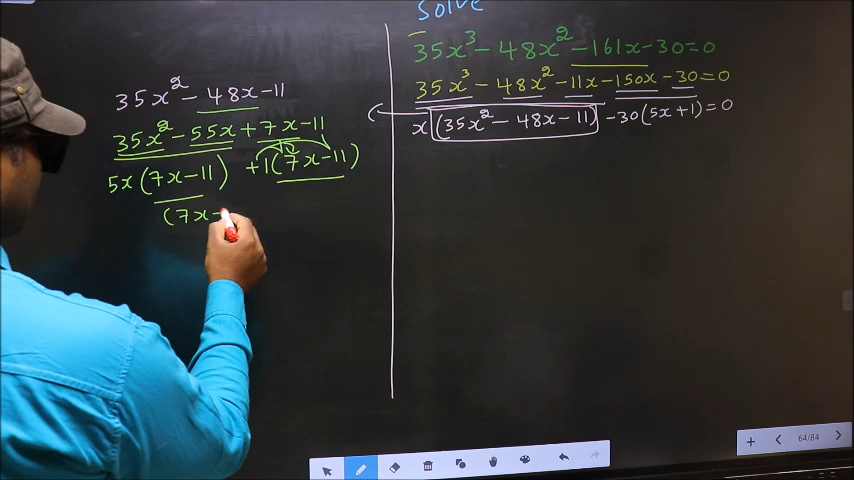 35x² - 48x - 11
35x² - 55x + 7x - 11
5x(7x - 11) + 1(7x - 11)
(7x -
Solve
35x³ - 48x² - 161x - 30 = 0
35x³ - 48x² - 11x - 150x - 30 = 0
x(35x² - 48x - 11) - 30(5x + 1) = 0
64/84